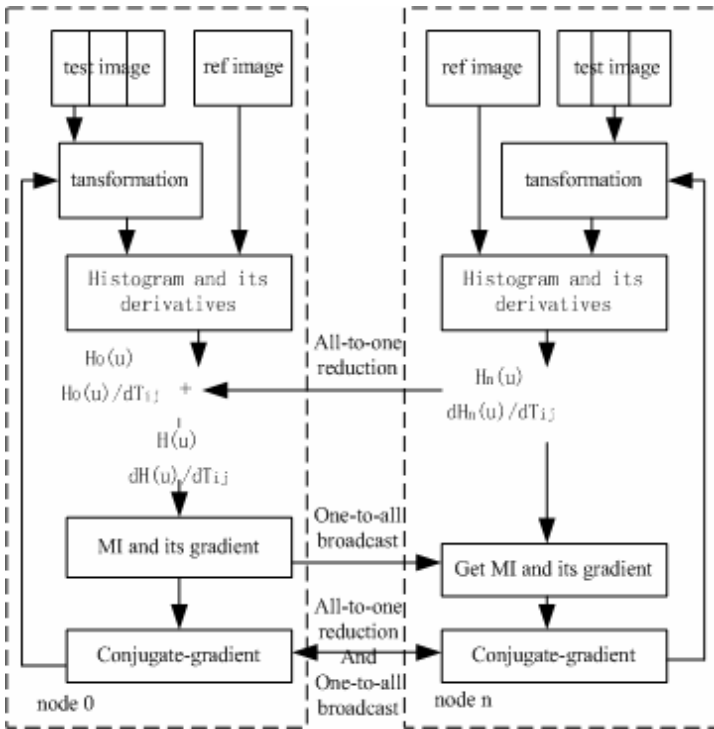 test image
ref image
tansformation
Histogram and its
derivatives
H₀(u)
H₀(u)/dTij +
H(u)
dH(u)/dTij
MI and its gradient
Conjugate-gradient
node 0
All-to-one
reduction
One-to-all
broadcast
All-to-one
reduction
And
One-to-all
broadcast
ref image
test image
tansformation
Histogram and its
derivatives
Hn(u)
dHn(u)/dTij
Get MI and its gradient
Conjugate-gradient
node n